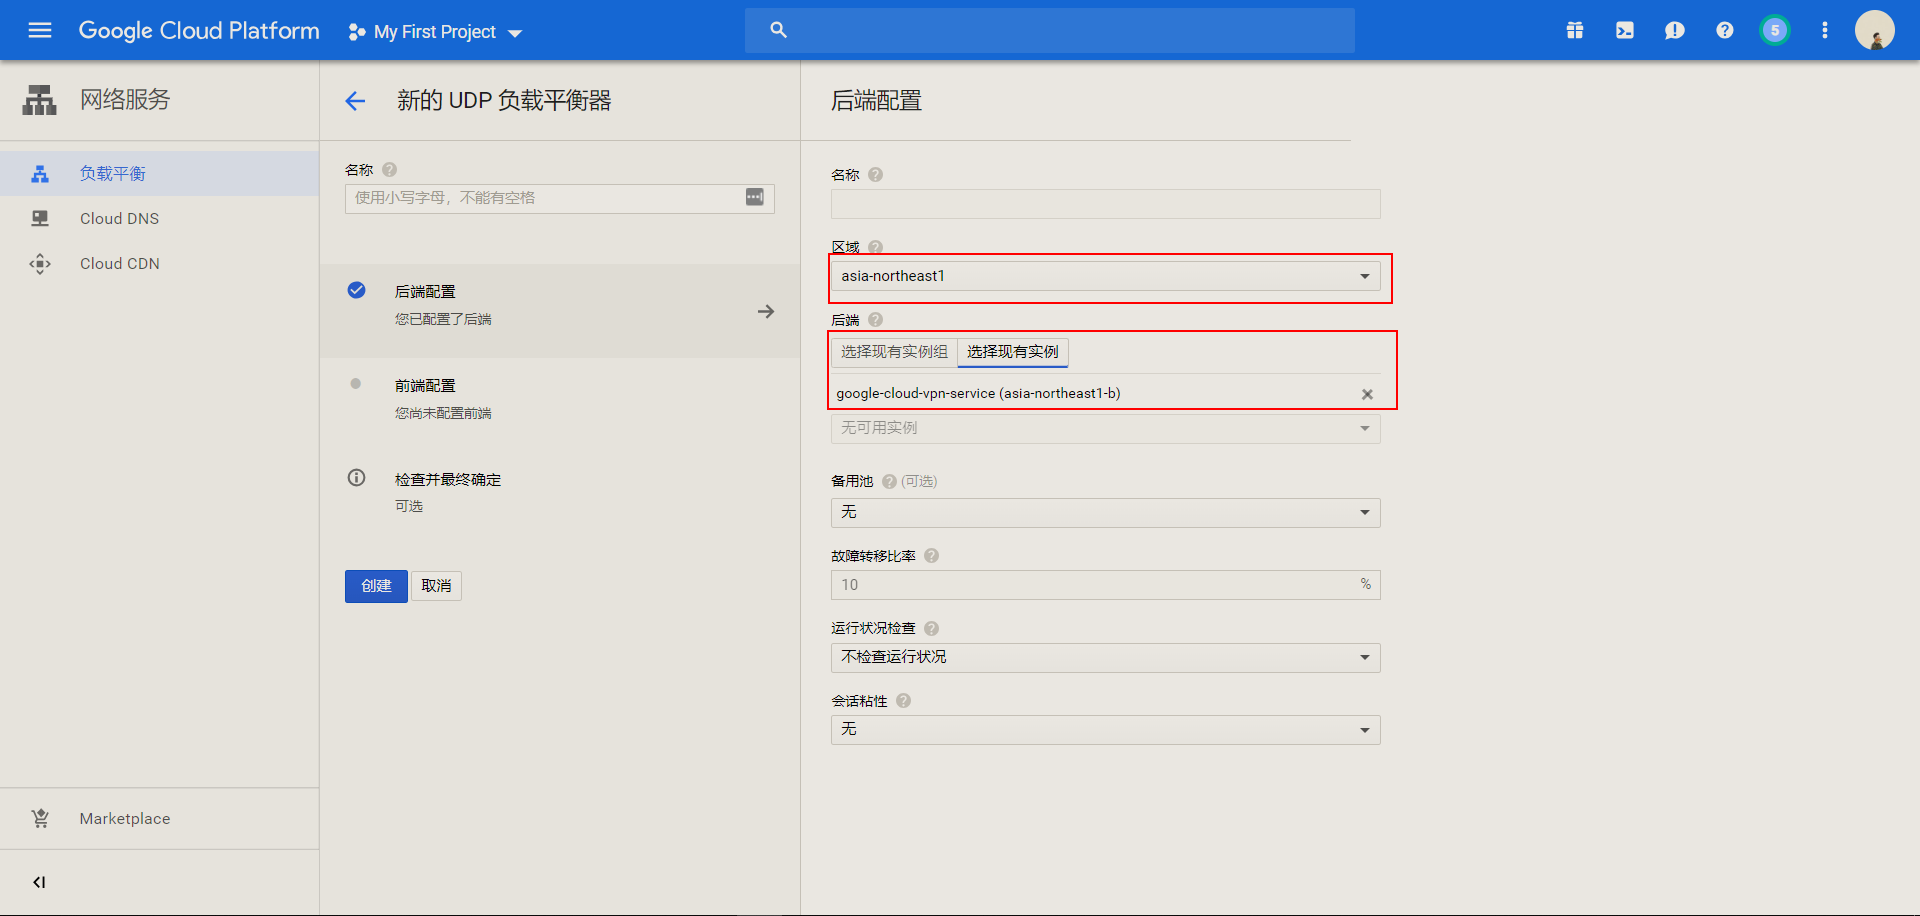 Google Cloud Platform
My First Project
5
网络服务
负载平衡
Cloud DNS
Cloud CDN
Marketplace
新的 UDP 负载平衡器
名称
使用小写字母，不能有空格
后端配置
您已配置了后端
前端配置
您尚未配置前端
检查并最终确定
可选
创建
取消
后端配置
名称
区域
asia-northeast1
后端
选择现有实例组
选择现有实例
google-cloud-vpn-service (asia-northeast1-b)
无可用实例
备用池 (可选)
无
故障转移比率
10 %
运行状况检查
不检查运行状况
会话粘性
无